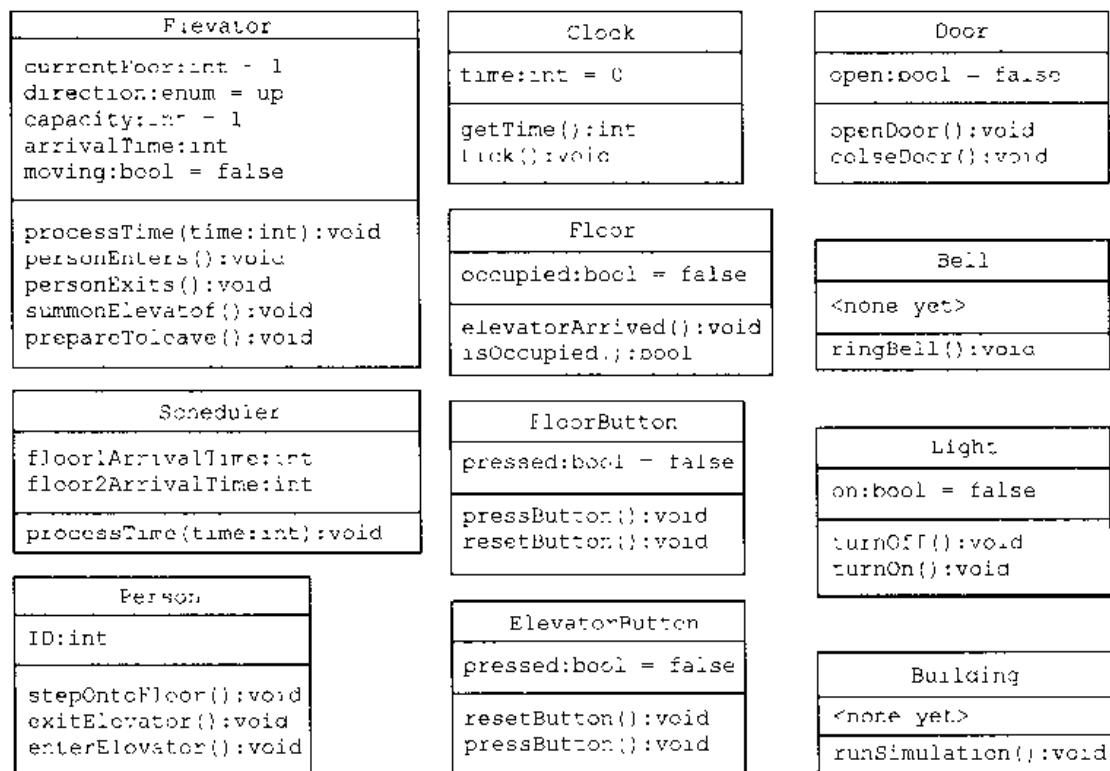 Elevator
currentFoor:int = 1
direction:enum = up
capacity:int = 1
arrivalTime:int
moving:bool = false
processTime(time:int):void
personEnters():void
personExits():void
summonElevatof():void
prepareToleave():void
Scheduler
floor1ArrivalTime:int
floor2ArrivalTime:int
processTime(time:int):void
Person
ID:int
stepOntoFloor():void
exitElevator():void
enterElevator():void
Clock
time:int = 0
getTime():int
tick():void
Floor
occupied:bool = false
elevatorArrived():void
isOccupied():bool
FloorButton
pressed:bool = false
pressButton():void
resetButton():void
ElevatorButton
pressed:bool = false
resetButton():void
pressButton():void
Door
open:bool = false
openDoor():void
colseDoor():void
Bell
<none yet>
ringBell():void
Light
on:bool = false
turnOff():void
turnOn():void
Building
<none yet>
runSimulation():void